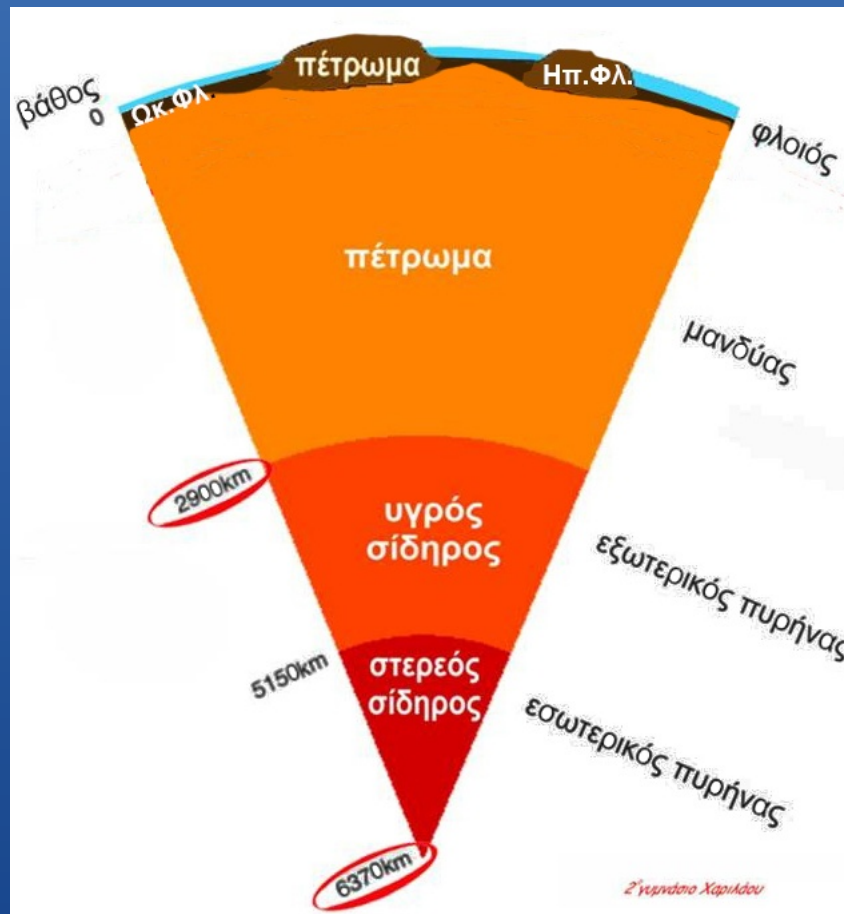 πέτρωμα
Ηπ.Φλ.
βάθος
0
Ωκ.Φλ.
φλοιός
πέτρωμα
μανδύας
2900km
υγρός
σίδηρος
εξωτερικός πυρήνας
5150km
στερεός
σίδηρος
εσωτερικός πυρήνας
6370km
2ο γυμνάσιο Χαριλάου